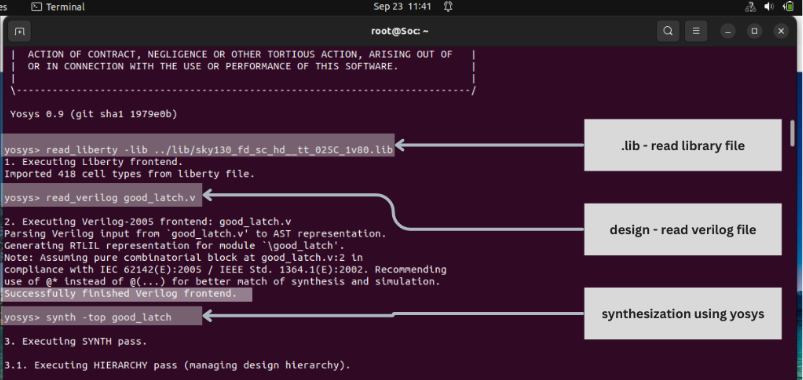 es Terminal Sep 23 11:41
root@Soc: ~
| ACTION OF CONTRACT, NEGLIGENCE OR OTHER TORTIOUS ACTION, ARISING OUT OF |
| OR IN CONNECTION WITH THE USE OR PERFORMANCE OF THIS SOFTWARE. |
| |
\----------------------------------------------------------------------------/
Yosys 0.9 (git sha1 1979e0b)
yosys> read_liberty -lib ../lib/sky130_fd_sc_hd__tt_025C_1v80.lib
.lib - read library file
1. Executing Liberty frontend.
Imported 418 cell types from liberty file.
yosys> read_verilog good_latch.v
2. Executing Verilog-2005 frontend: good_latch.v
design - read verilog file
Parsing Verilog input from `good_latch.v' to AST representation.
Generating RTLIL representation for module `\good_latch'.
Note: Assuming pure combinatorial block at good_latch.v:2 in
compliance with IEC 62142(E):2005 / IEEE Std. 1364.1(E):2002. Recommending
use of @* instead of @(...) for better match of synthesis and simulation.
Successfully finished Verilog frontend.
yosys> synth -top good_latch
synthesization using yosys
3. Executing SYNTH pass.
3.1. Executing HIERARCHY pass (managing design hierarchy).